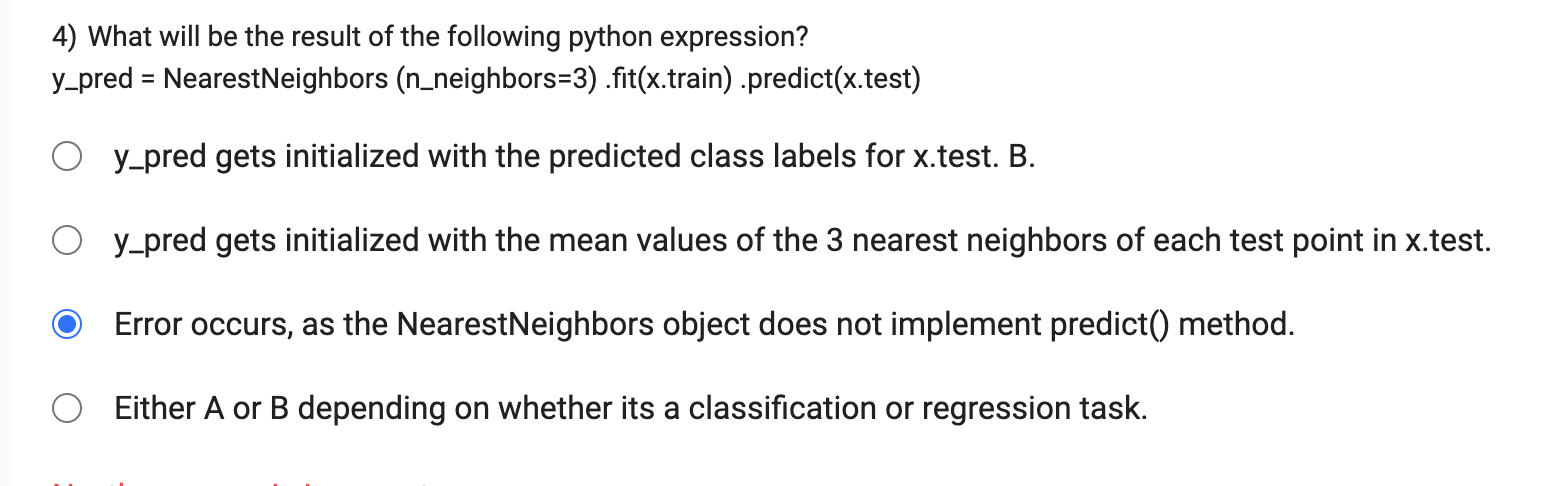 4) What will be the result of the following python expression?
y_pred = NearestNeighbors (n_neighbors=3) .fit(x.train) .predict(x.test)
y_pred gets initialized with the predicted class labels for x.test. B.
y_pred gets initialized with the mean values of the 3 nearest neighbors of each test point in x.test.
Error occurs, as the NearestNeighbors object does not implement predict() method.
Either A or B depending on whether its a classification or regression task.